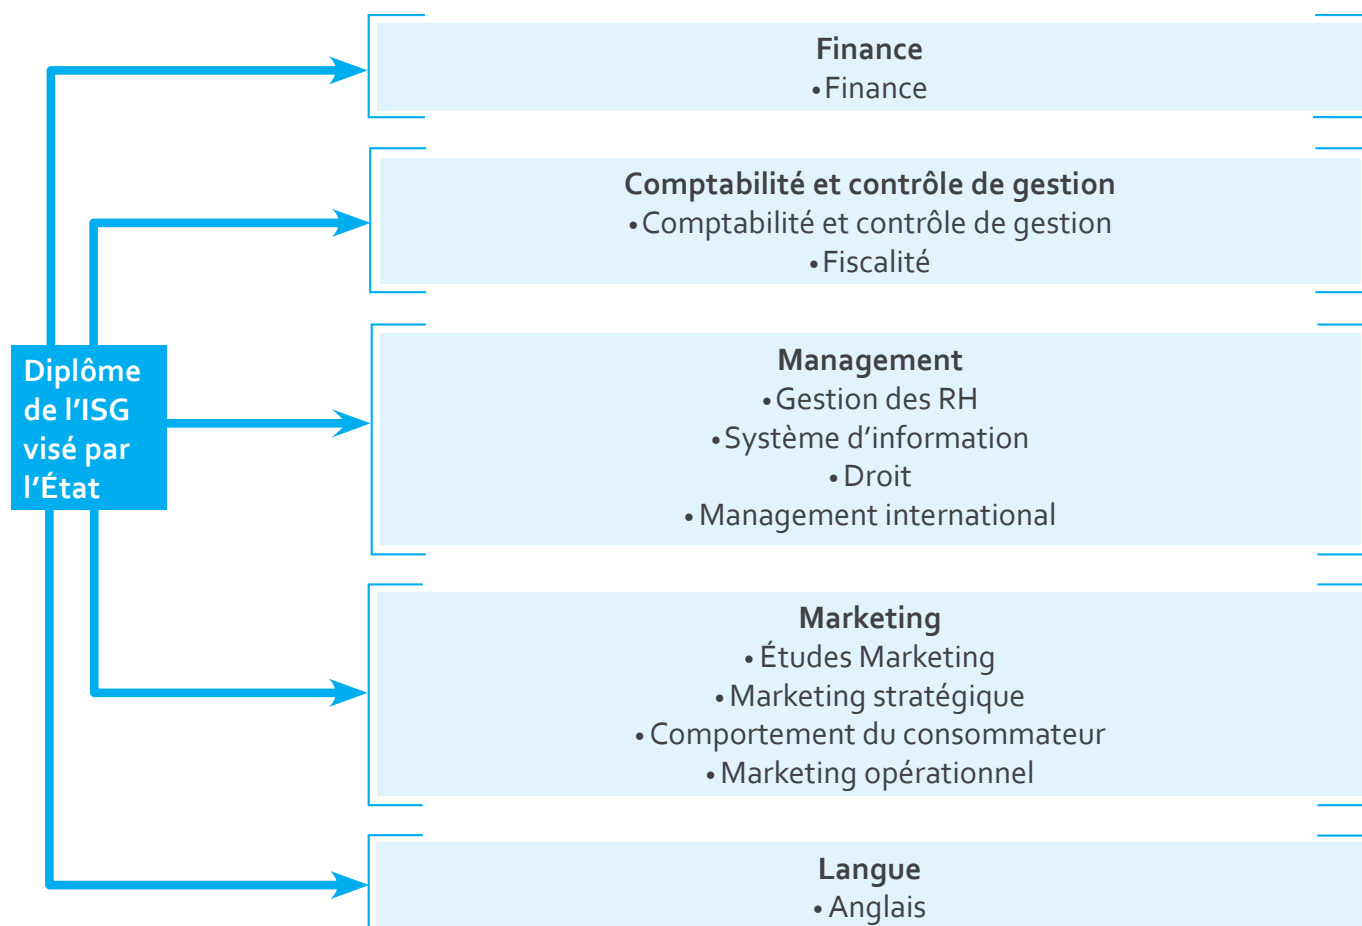 Finance
• Finance
Comptabilité et contrôle de gestion
• Comptabilité et contrôle de gestion
• Fiscalité
Diplôme
de l'ISG
visé par
l'État
Management
• Gestion des RH
• Système d'information
• Droit
• Management international
Marketing
• Études Marketing
• Marketing stratégique
• Comportement du consommateur
• Marketing opérationnel
Langue
• Anglais